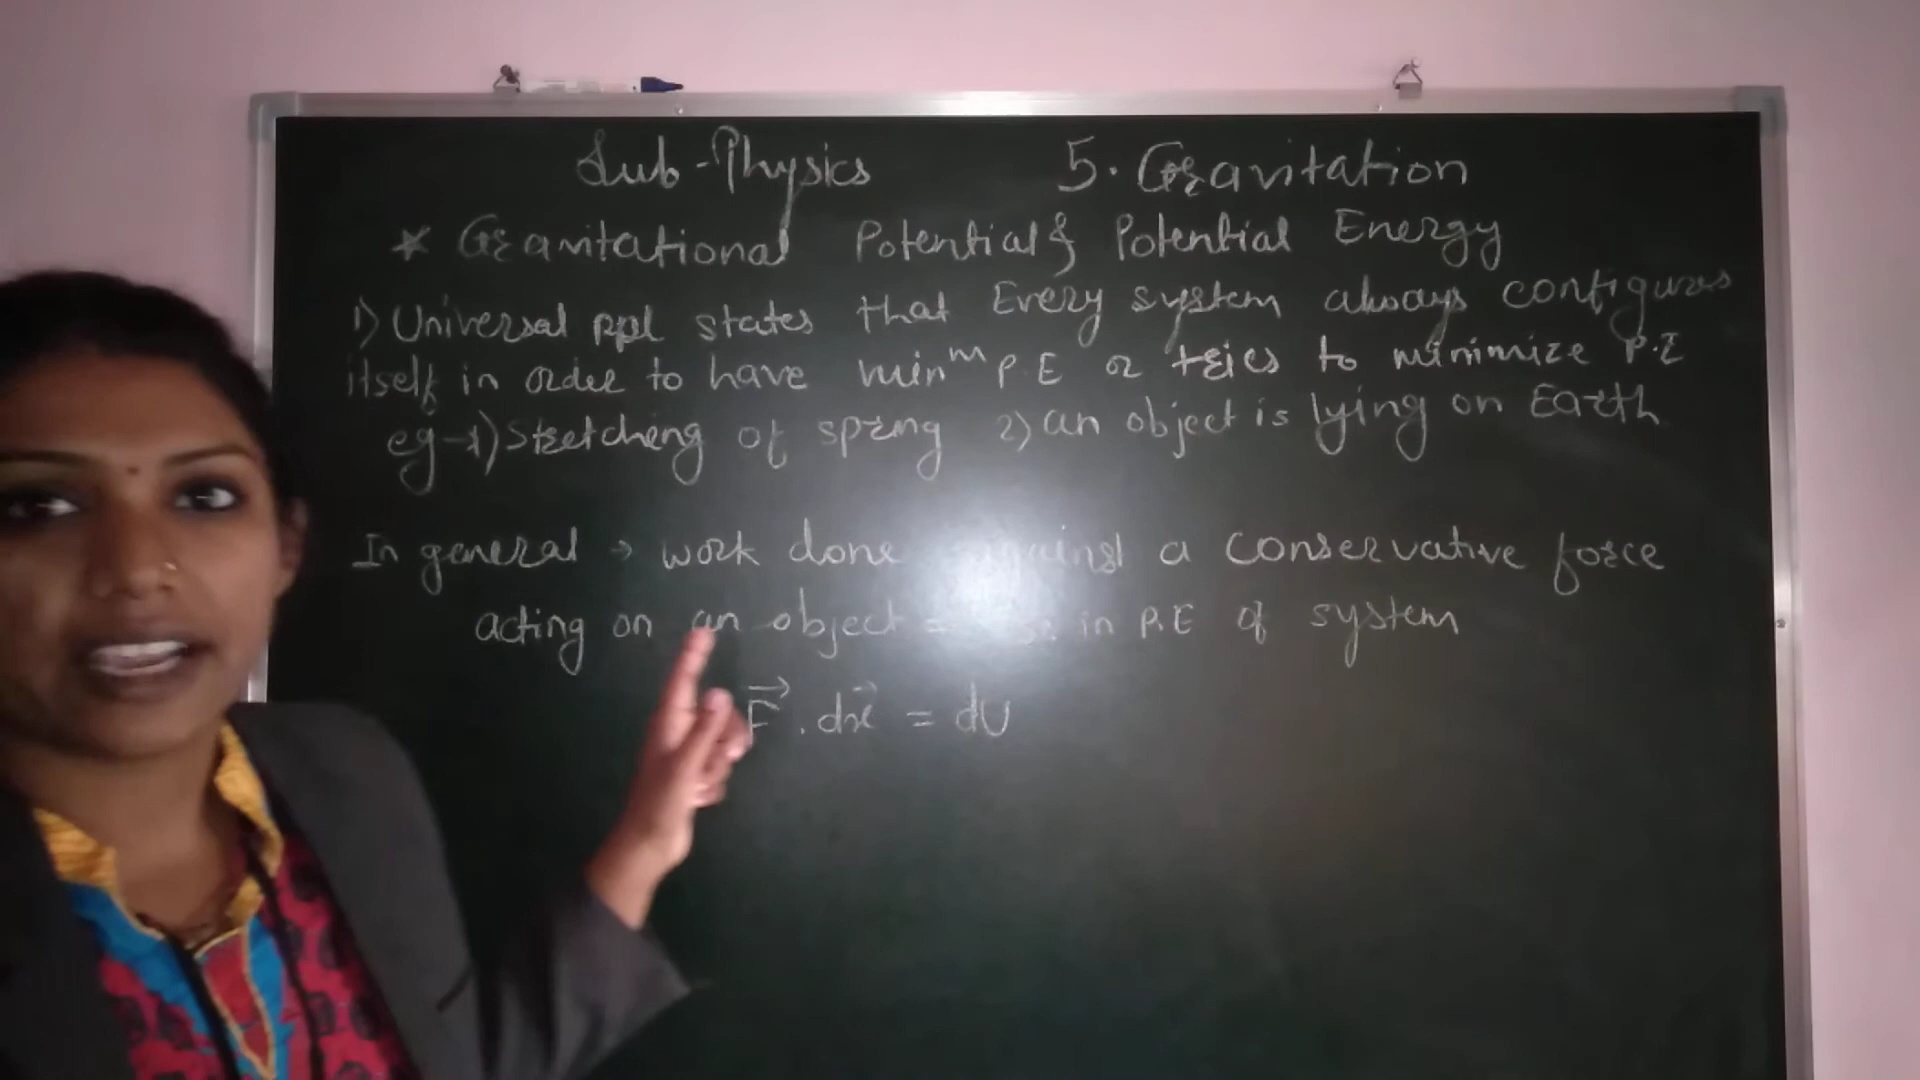 Sub-Physics 5. Gravitation
* Gravitational Potential & Potential Energy
1) Universal ppl states that Every system always configures
itself in order to have minᵐ P.E or tries to minimize P.E
eg-1) Stretching of spring 2) an object is lying on Earth
In general → work done against a conservative force
acting on an object = in P.E of system
F⃗ . dx⃗ = dU